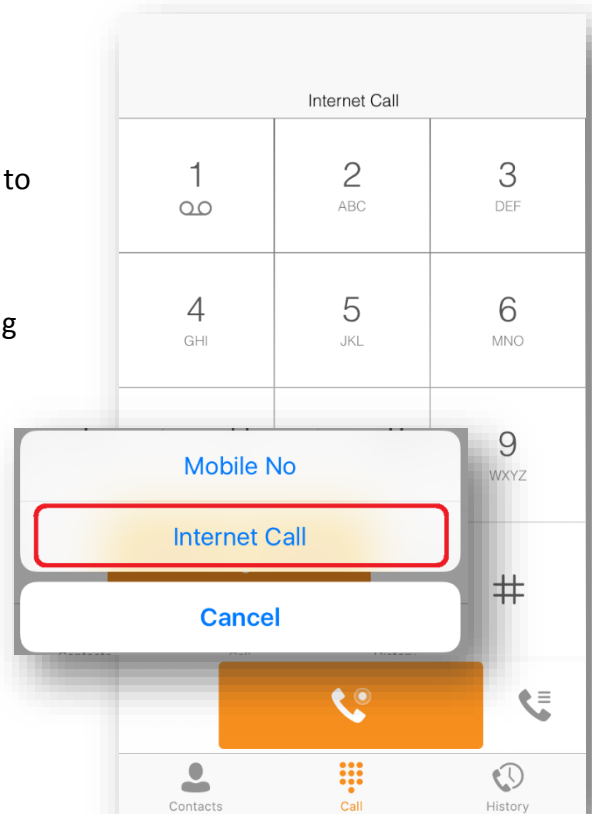 Internet Call
to
g
1 2 3
ABC DEF
4 5 6
GHI JKL MNO
9
WXYZ
Mobile No
Internet Call
#
Cancel
Contacts Call History